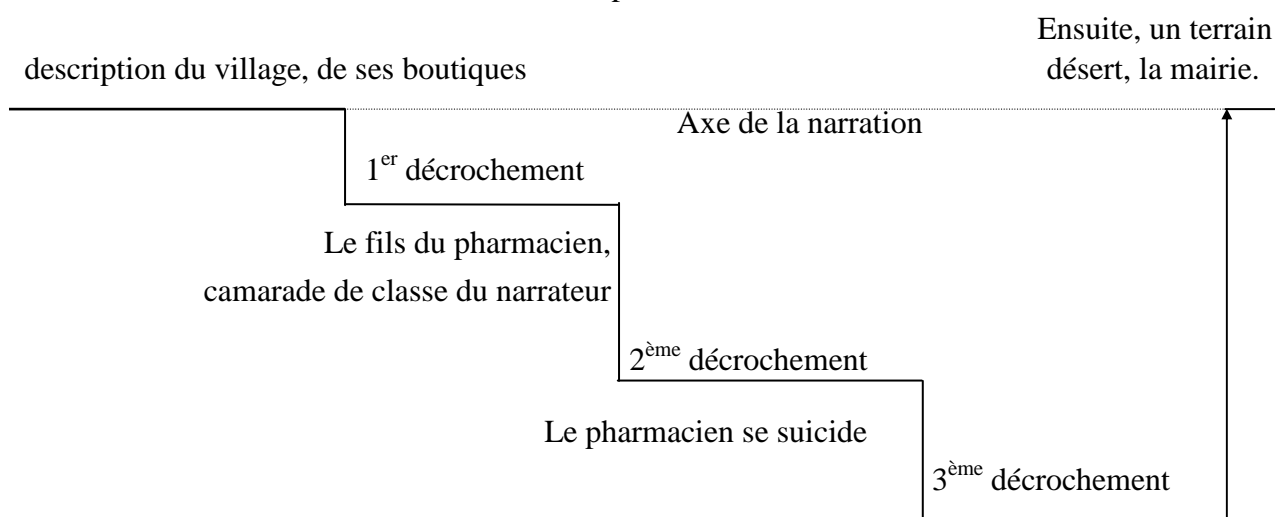 Ensuite, un terrain
description du village, de ses boutiques
désert, la mairie.
Axe de la narration
1er décrochement
Le fils du pharmacien,
camarade de classe du narrateur
2ème décrochement
Le pharmacien se suicide
3ème décrochement